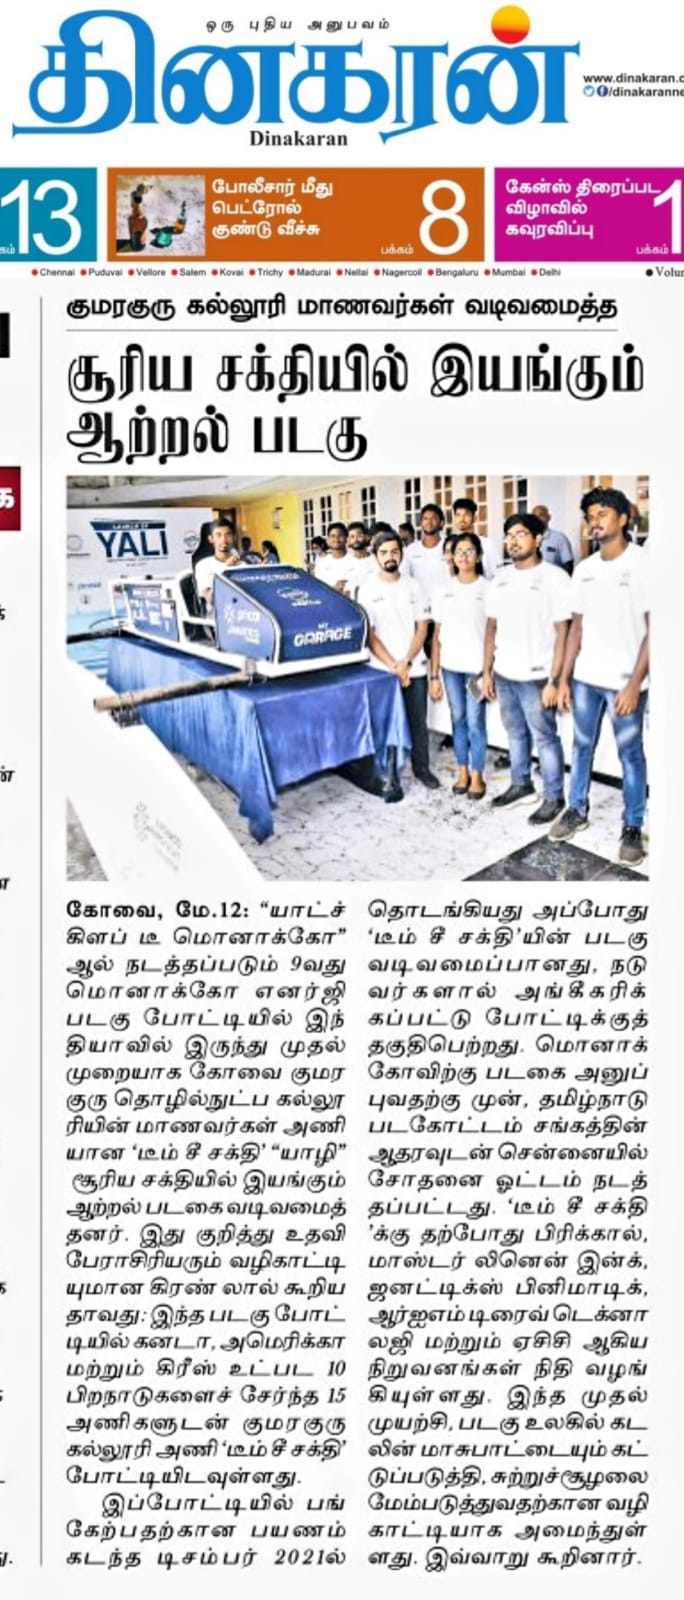 ஒரு புதிய அனுபவம்
தினகரன்
Dinakaran
www.dinakaran.c
/dinakaranne
13
போலீசார் மீது
பெட்ரோல்
குண்டு வீச்சு
பக்கம் 8
கேன்ஸ் திரைப்பட
விழாவில்
கவுரவிப்பு
பக்கம் 1
● Chennai ● Puduvai ● Vellore ● Salem ● Kovai ● Trichy ● Madurai ● Nellai ● Nagercoil ● Bengaluru ● Mumbai ● Delhi
● Volu
குமரகுரு கல்லூரி மாணவர்கள் வடிவமைத்த
சூரிய சக்தியில் இயங்கும்
ஆற்றல் படகு
YALI
GARAGE
கோவை, மே.12: “யாட்ச்
கிளப் டீ மொனாக்கோ”
ஆல் நடத்தப்படும் 9வது
மொனாக்கோ எனர்ஜி
படகு போட்டியில் இந்
தியாவில் இருந்து முதல்
முறையாக கோவை குமர
குரு தொழில்நுட்ப கல்லூ
ரியின் மாணவர்கள் அணி
யான ‘டீம் சீ சக்தி’ “யாழி”
சூரிய சக்தியில் இயங்கும்
ஆற்றல் படகை வடிவமைத்
தனர். இது குறித்து உதவி
பேராசிரியரும் வழிகாட்டி
யுமான கிரண் லால் கூறிய
தாவது: இந்த படகு போட்
டியில் கனடா, அமெரிக்கா
மற்றும் கிரீஸ் உட்பட 10
பிறநாடுகளைச் சேர்ந்த 15
அணிகளுடன் குமரகுரு
கல்லூரி அணி ‘டீம் சீ சக்தி’
போட்டியிடவுள்ளது.
இப்போட்டியில் பங்
கேற்பதற்கான பயணம்
கடந்த டிசம்பர் 2021ல்
தொடங்கியது அப்போது
‘டீம் சீ சக்தி’யின் படகு
வடிவமைப்பானது, நடு
வர்களால் அங்கீகரிக்
கப்பட்டு போட்டிக்குத்
தகுதிபெற்றது. மொனாக்
கோவிற்கு படகை அனுப்
புவதற்கு முன், தமிழ்நாடு
படகோட்டம் சங்கத்தின்
ஆதரவுடன் சென்னையில்
சோதனை ஓட்டம் நடத்
தப்பட்டது. ‘டீம் சீ சக்தி
’க்கு தற்போது பிரிக்கால்,
மாஸ்டர் லினென் இன்க்,
ஜனட்டிக்ஸ் பினிமாடிக்,
ஆர்ஐஎம் டிரைவ் டெக்னா
லஜி மற்றும் ஏசிசி ஆகிய
நிறுவனங்கள் நிதி வழங்
கியுள்ளது. இந்த முதல்
முயற்சி, படகு உலகில் கட
லின் மாசுபாட்டையும் கட்
டுப்படுத்தி, சுற்றுச்சூழலை
மேம்படுத்துவதற்கான வழி
காட்டியாக அமைந்துள்
ளது. இவ்வாறு கூறினார்.